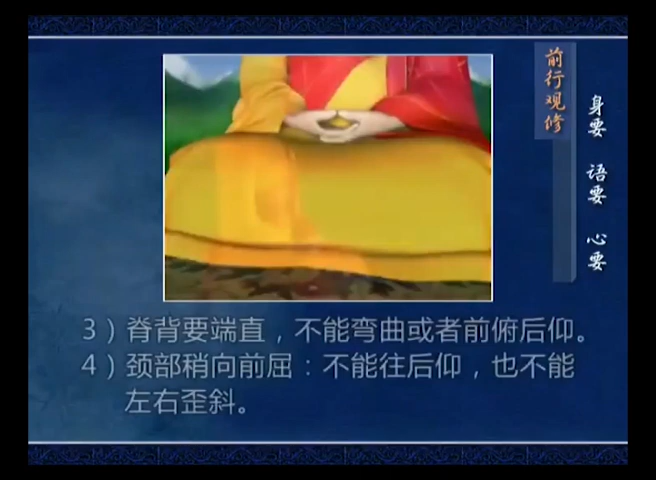 前行观修
身要 语要 心要
3）脊背要端直，不能弯曲或者前俯后仰。
4）颈部稍向前屈：不能往后仰，也不能
左右歪斜。